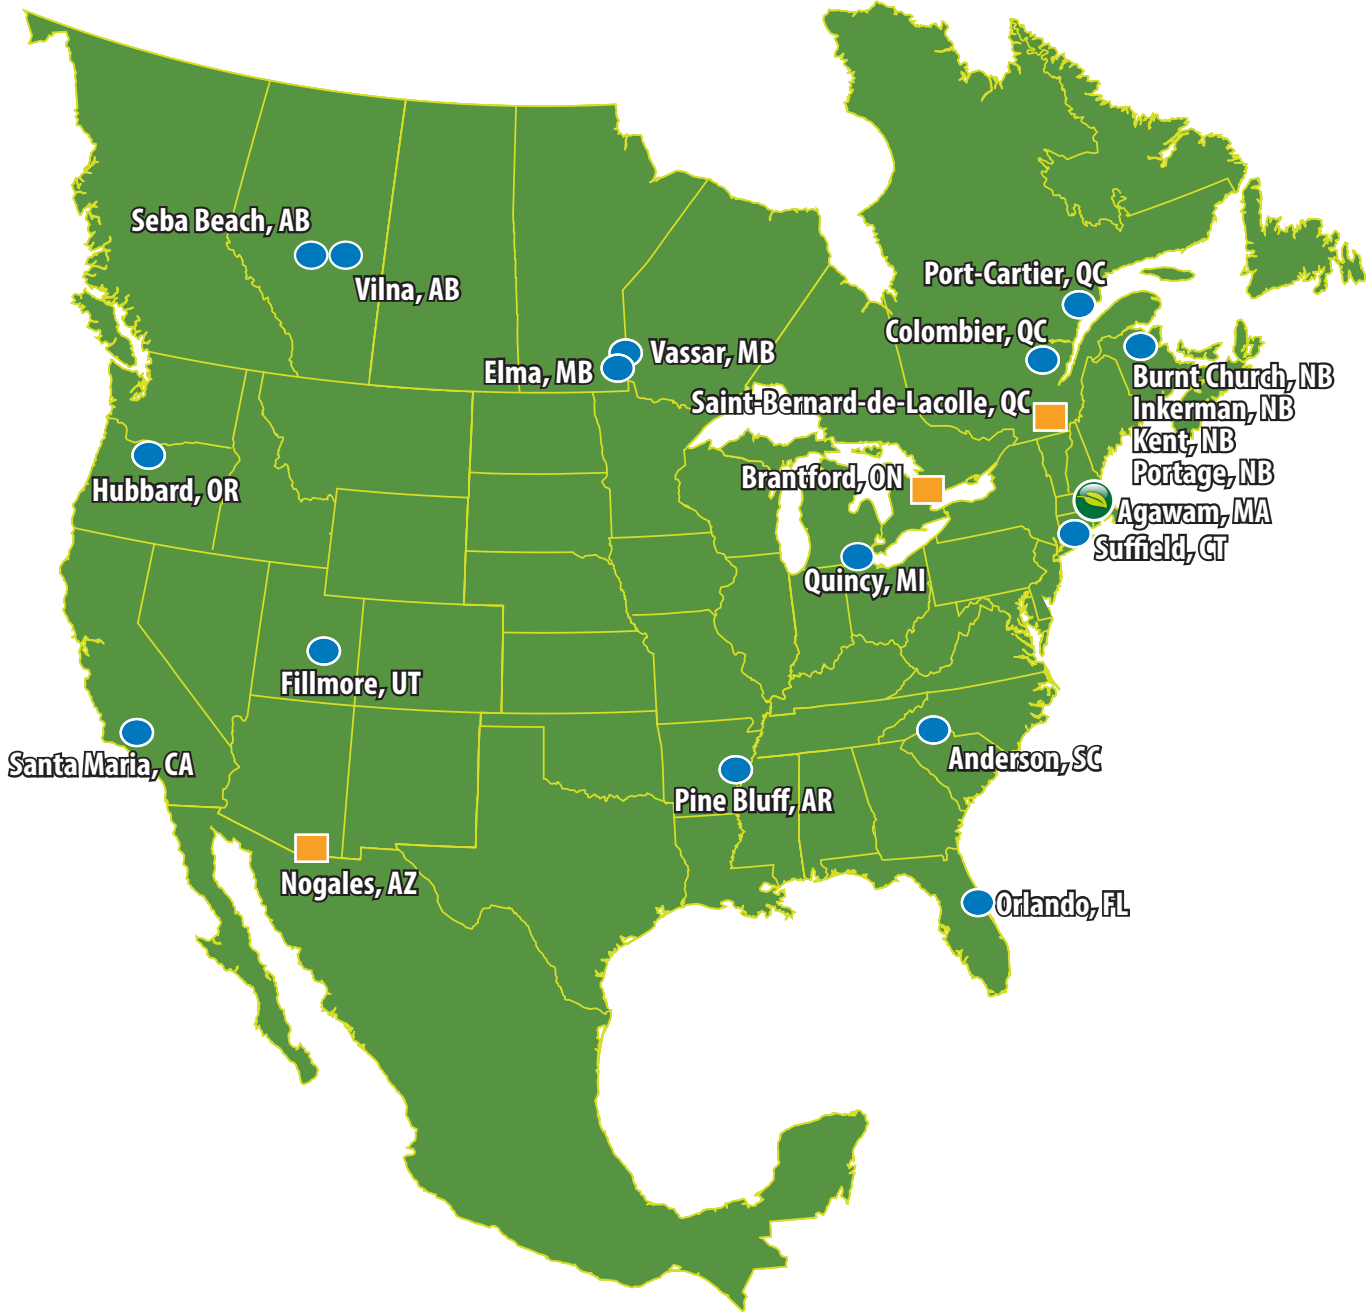 Seba Beach, AB
Vilna, AB
Port-Cartier, QC
Colombier, QC
Vassar, MB
Elma, MB
Burnt Church, NB
Inkerman, NB
Kent, NB
Portage, NB
Saint-Bernard-de-Lacolle, QC
Brantford, ON
Hubbard, OR
Agawam, MA
Suffield, CT
Quincy, MI
Fillmore, UT
Santa Maria, CA
Anderson, SC
Pine Bluff, AR
Nogales, AZ
Orlando, FL